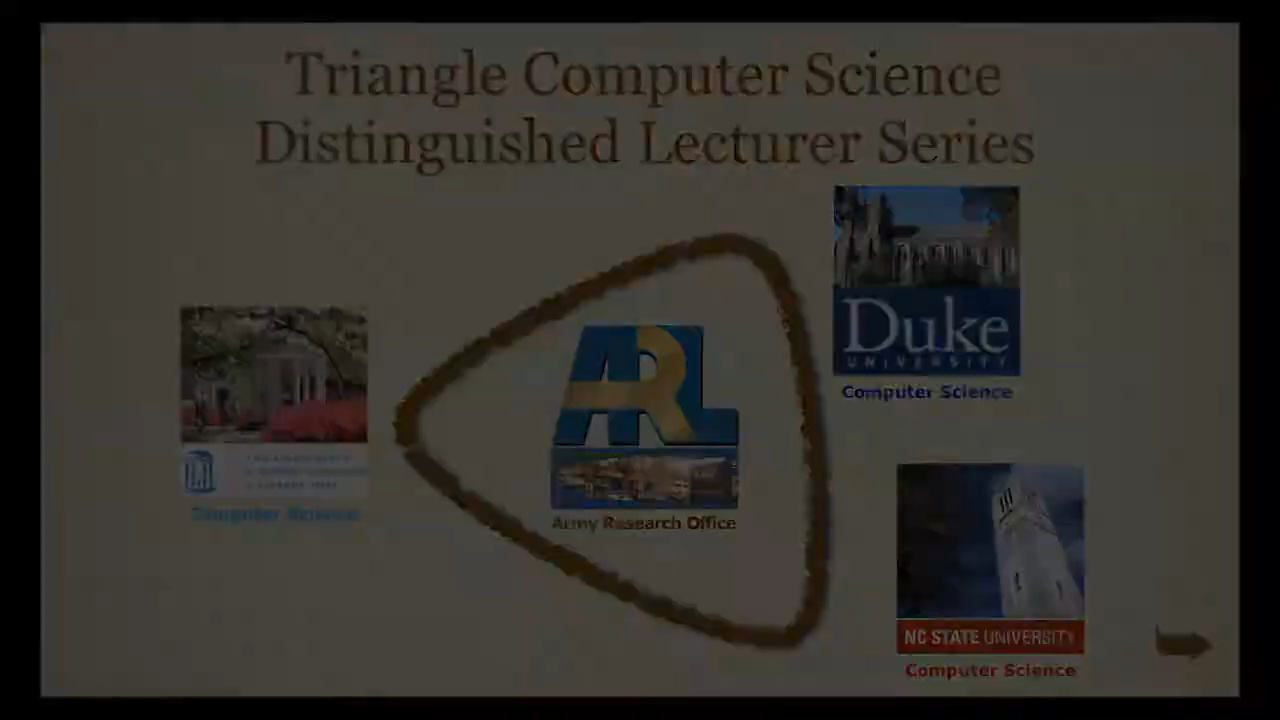 Triangle Computer Science
Distinguished Lecturer Series
Duke
UNIVERSITY
Computer Science
Computer Science
ARL
Army Research Office
NC STATE UNIVERSITY
Computer Science